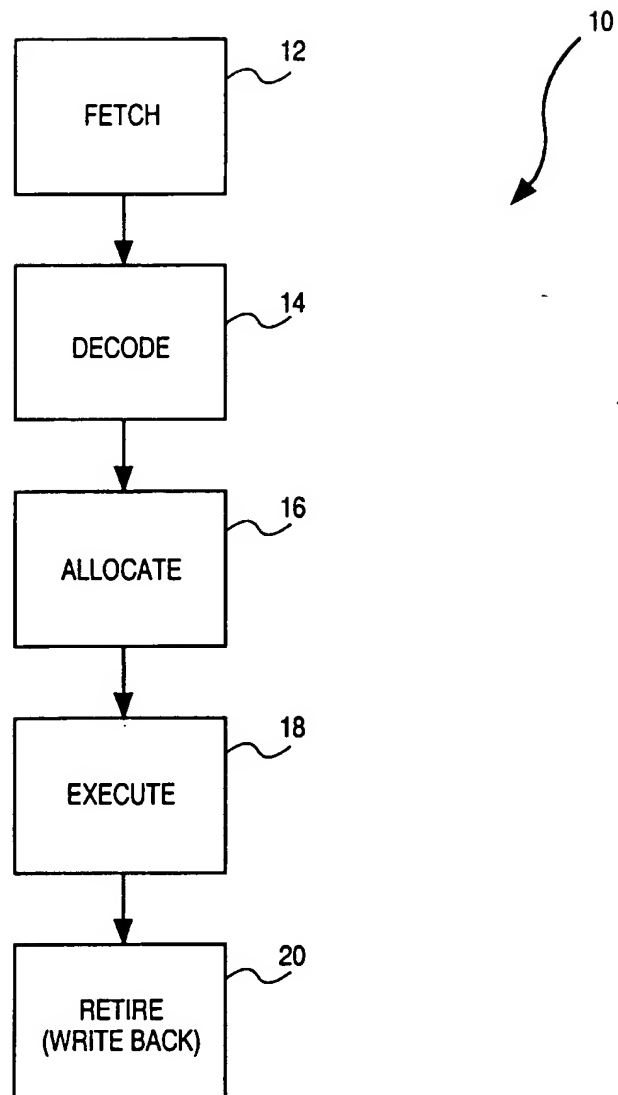 10
12
FETCH
14
DECODE
16
ALLOCATE
18
EXECUTE
20
RETIRE
(WRITE BACK)